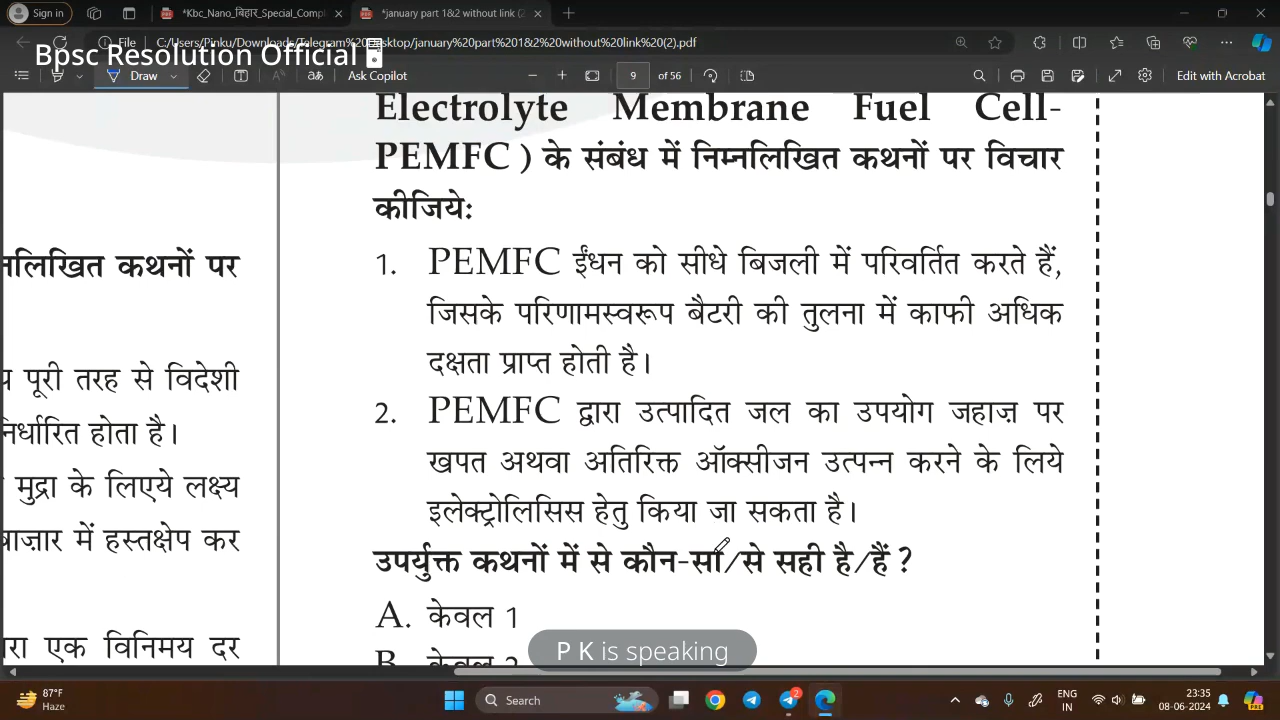 Sign in
*Kbc_Nano_बिहार_Special_Compl
*january part 1&2 without link (2
File
C:/Users/Pinku/Downloads/Telegram%20Desktop/january%20part%201&2%20without%20link%20(2).pdf
Bpsc Resolution Official
Draw
Ask Copilot
9 of 56
Edit with Acrobat
Electrolyte Membrane Fuel Cell-
PEMFC ) के संबंध में निम्नलिखित कथनों पर विचार
कीजिये:
1. PEMFC ईंधन को सीधे बिजली में परिवर्तित करते हैं,
जिसके परिणामस्वरूप बैटरी की तुलना में काफी अधिक
दक्षता प्राप्त होती है।
2. PEMFC द्वारा उत्पादित जल का उपयोग जहाज़ पर
खपत अथवा अतिरिक्त ऑक्सीजन उत्पन्न करने के लिये
इलेक्ट्रोलिसिस हेतु किया जा सकता है।
उपर्युक्त कथनों में से कौन-सा/से सही है/हैं ?
A. केवल 1
B. केवल 2
नलिखित कथनों पर
पूरी तरह से विदेशी
निर्धारित होता है।
मुद्रा के लिएये लक्ष्य
बाज़ार में हस्तक्षेप कर
रा एक विनिमय दर
P K is speaking
87°F
Haze
Search
2
ENG
IN
23:35
08-06-2024